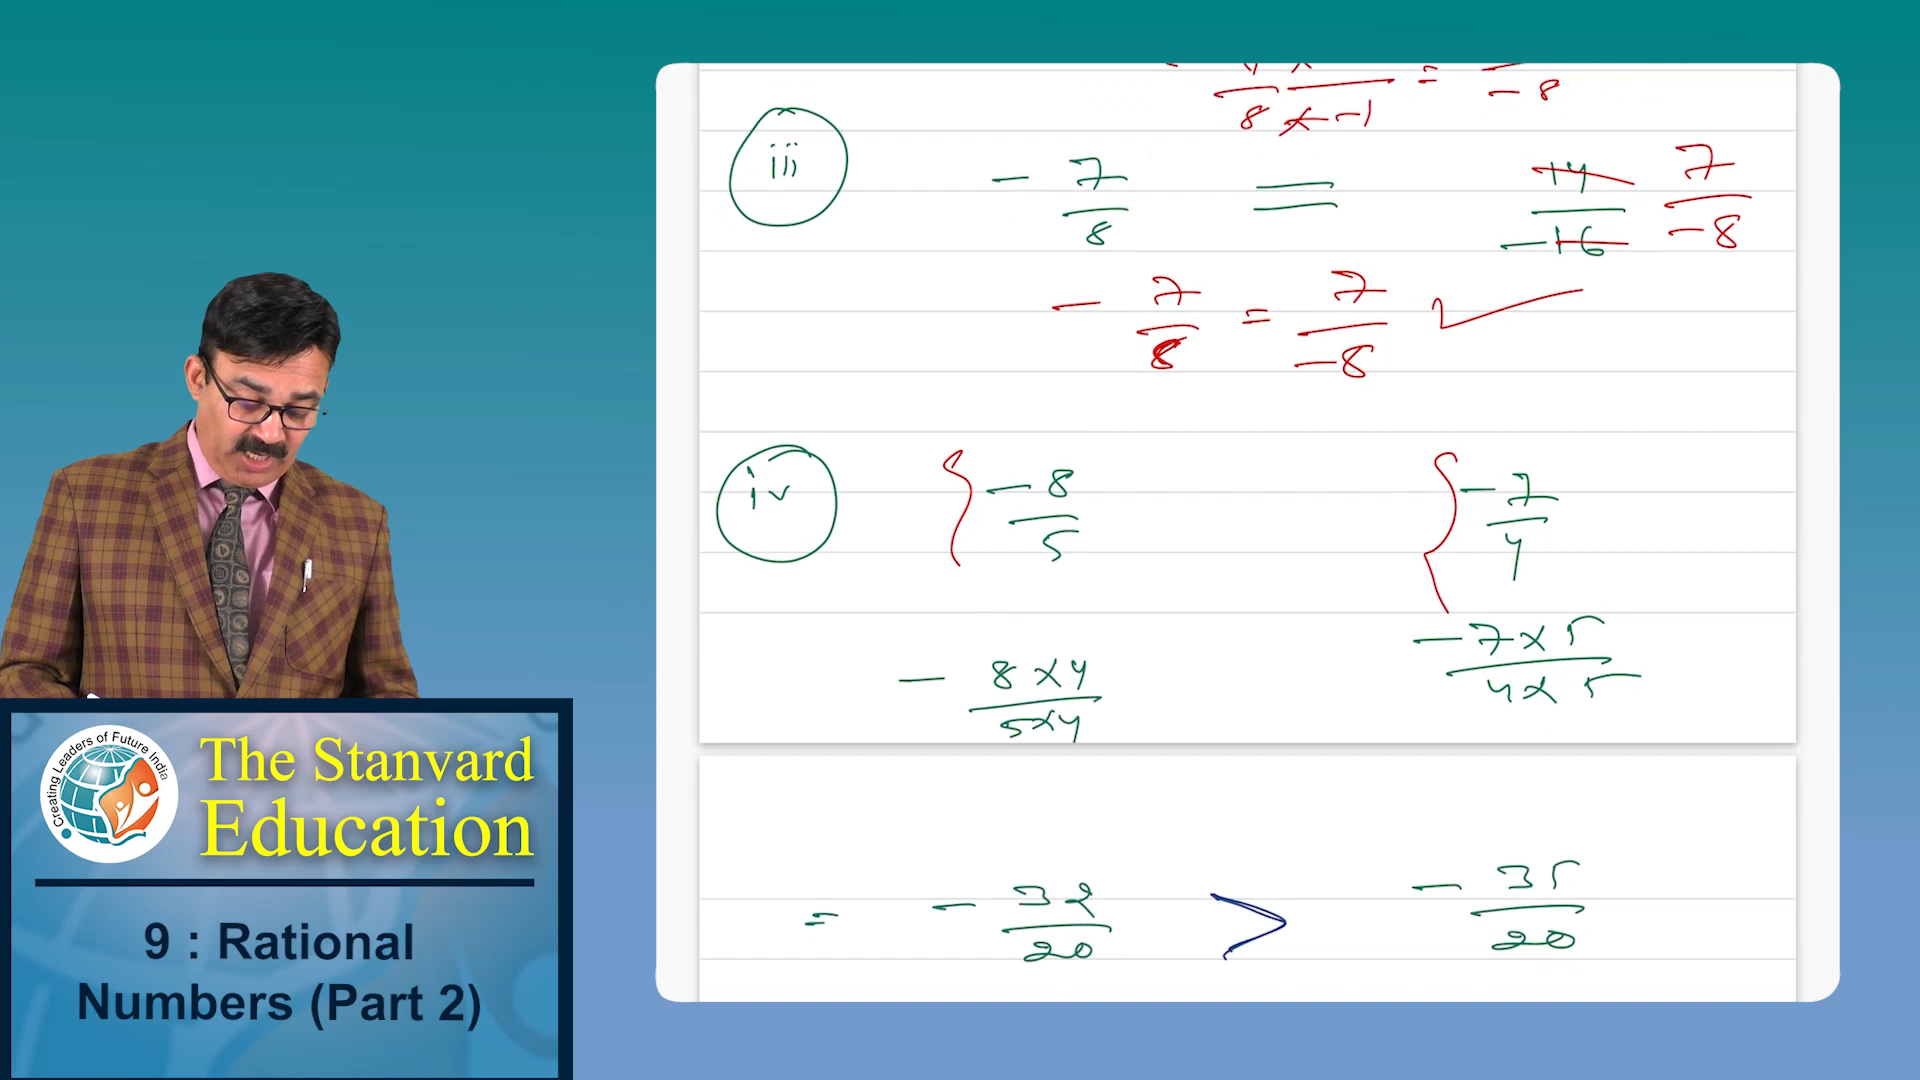 8 × -1 = -8
iii
- 7/8 = 14/-16 7/-8
- 7/8 = 7/-8 ✓
iv
-8/5 -7/4
- 8×4/5×4 -7×5/4×5
= - 32/20 > - 35/20
Creating Leaders of Future India
The Stanvard
Education
9 : Rational
Numbers (Part 2)